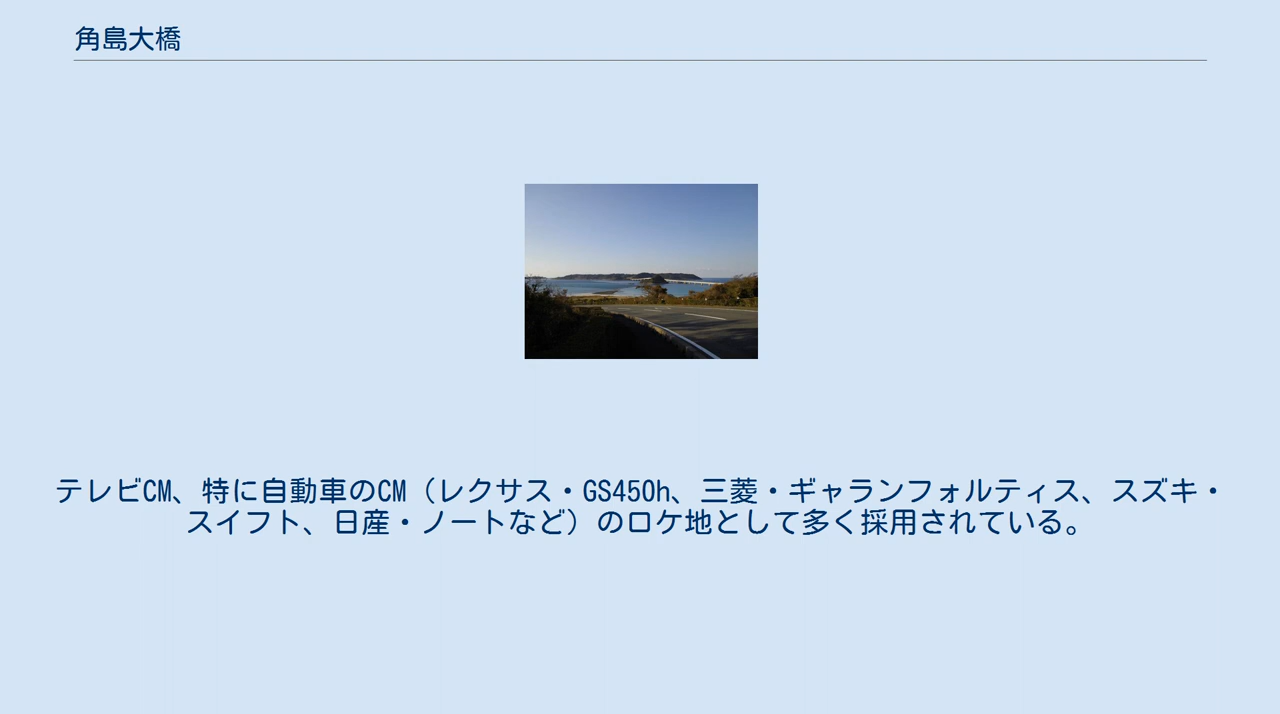 角島大橋
テレビCM、特に自動車のCM（レクサス・GS450h、三菱・ギャランフォルティス、スズキ・
スイフト、日産・ノートなど）のロケ地として多く採用されている。